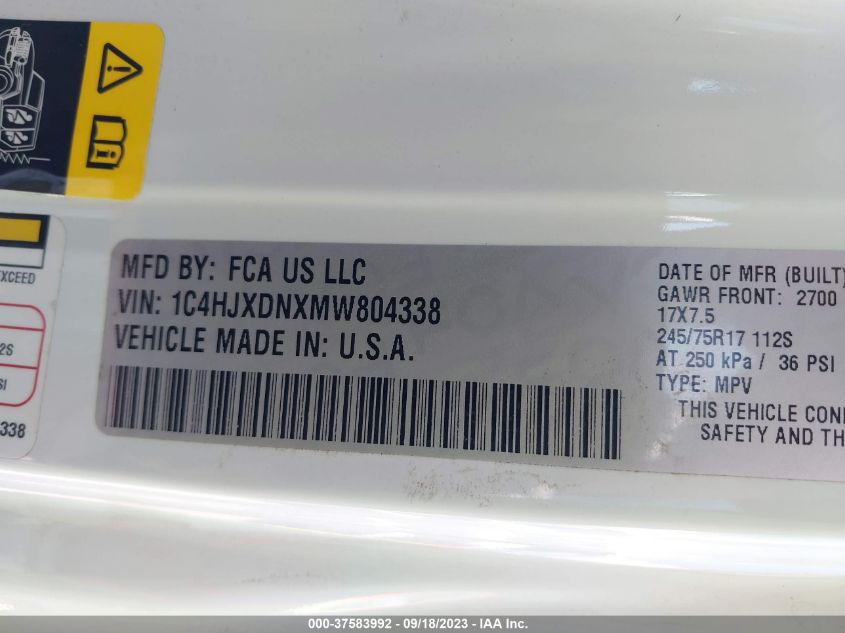 EXCEED
2S
SI
338
MFD BY: FCA US LLC
VIN: 1C4HJXDNXMW804338
VEHICLE MADE IN: U.S.A.
DATE OF MFR (BUILT)
GAWR FRONT: 2700
17X7.5
245/75R17 112S
AT 250 kPa / 36 PSI
TYPE: MPV
THIS VEHICLE CON
SAFETY AND TH
000-37583992 - 09/18/2023 - IAA Inc.